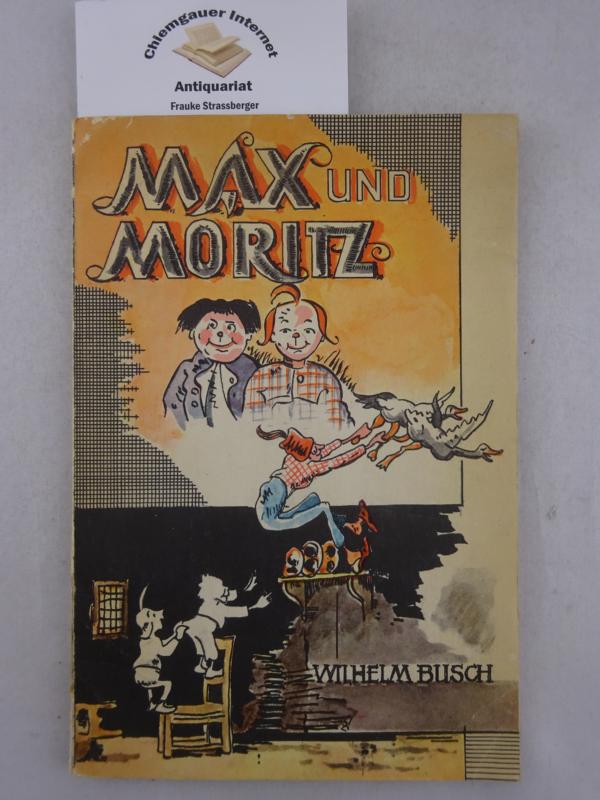 Chiemgauer Internet
Antiquariat
Frauke Strassberger
MAX UND
MORITZ
WILHELM BUSCH